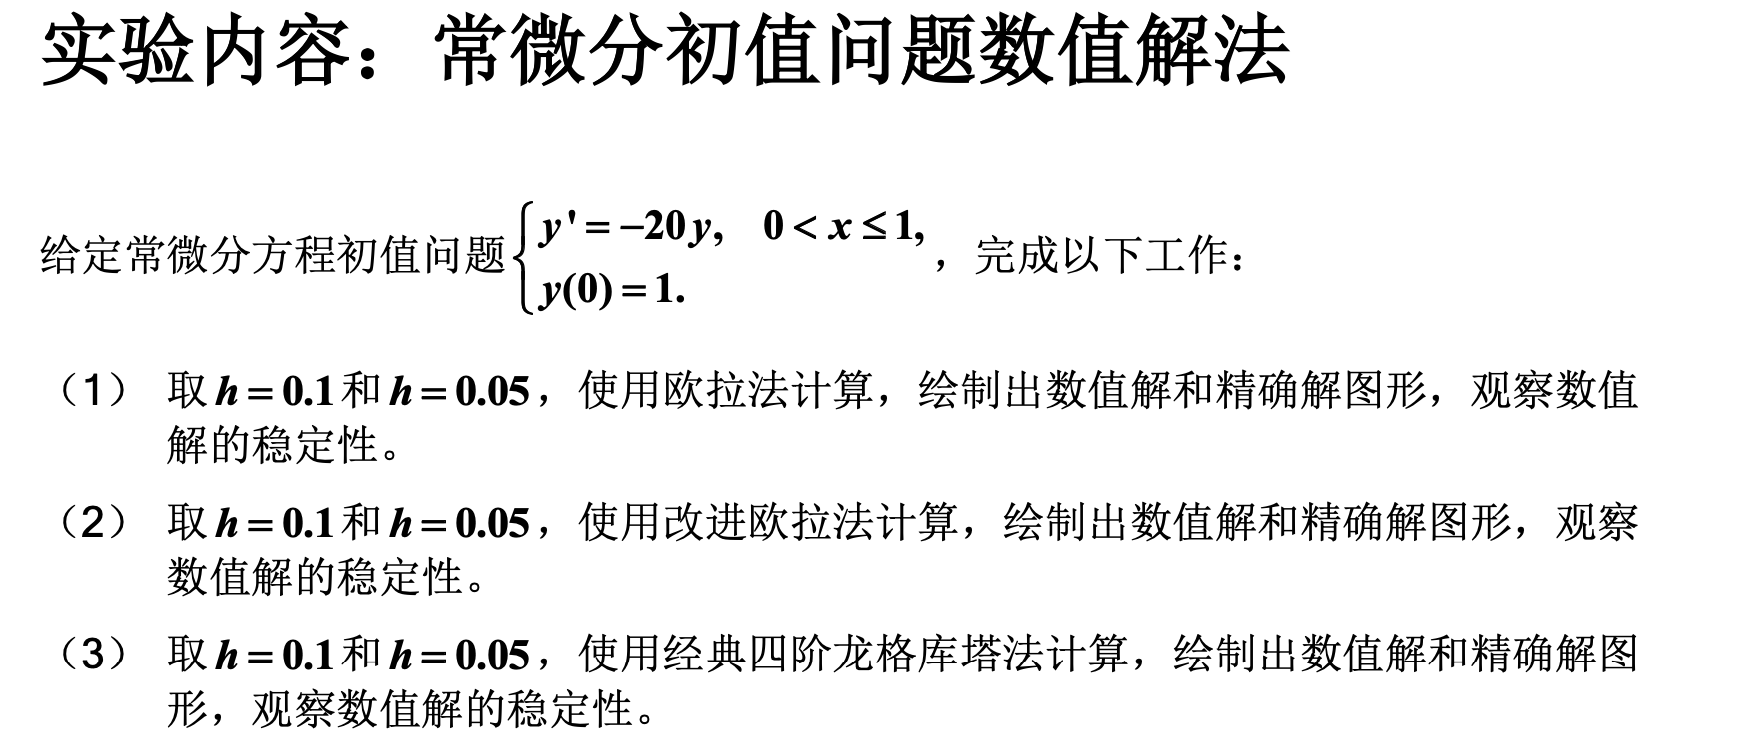 实验内容：常微分初值问题数值解法
给定常微分方程初值问题{y'=−20y, 0<x≤1, y(0)=1. ，完成以下工作：
（1） 取h=0.1和h=0.05，使用欧拉法计算，绘制出数值解和精确解图形，观察数值
解的稳定性。
（2） 取h=0.1和h=0.05，使用改进欧拉法计算，绘制出数值解和精确解图形，观察
数值解的稳定性。
（3） 取h=0.1和h=0.05，使用经典四阶龙格库塔法计算，绘制出数值解和精确解图
形，观察数值解的稳定性。